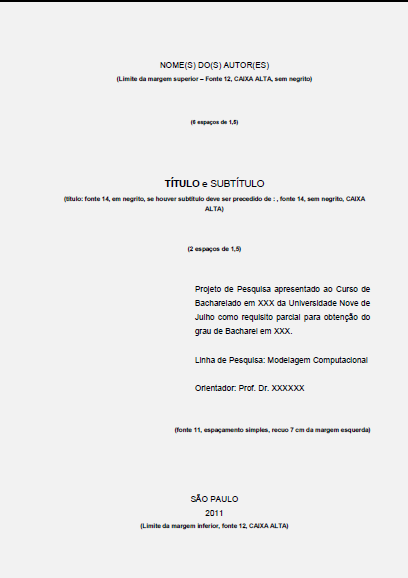 NOME(S) DO(S) AUTOR(ES)
(Limite da margem superior – Fonte 12, CAIXA ALTA, sem negrito)
(6 espaços de 1,5)
TÍTULO e SUBTÍTULO
(título: fonte 14, em negrito, se houver subtítulo deve ser precedido de : , fonte 14, sem negrito, CAIXA
ALTA)
(2 espaços de 1,5)
Projeto de Pesquisa apresentado ao Curso de
Bacharelado em XXX da Universidade Nove de
Julho como requisito parcial para obtenção do
grau de Bacharel em XXX.
Linha de Pesquisa: Modelagem Computacional
Orientador: Prof. Dr. XXXXXX
(fonte 11, espaçamento simples, recuo 7 cm da margem esquerda)
SÃO PAULO
2011
(Limite da margem inferior, fonte 12, CAIXA ALTA)